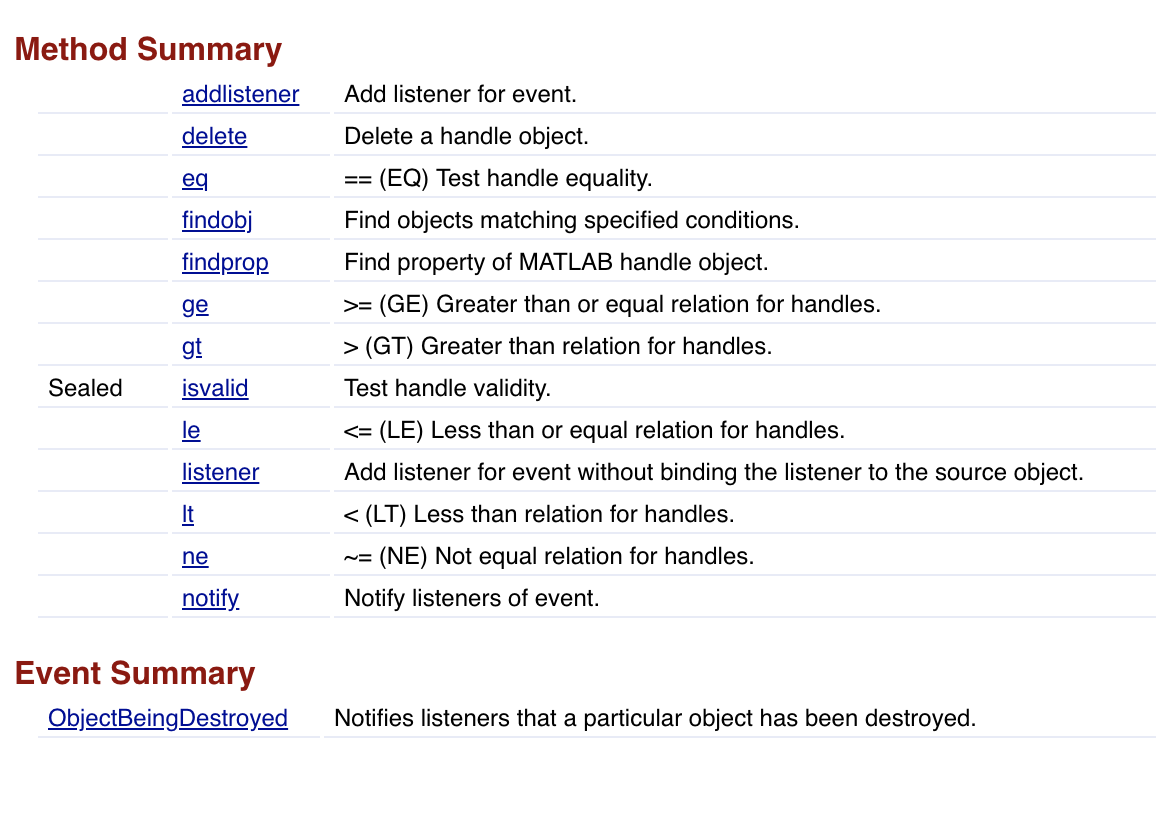 Method Summary
addlistener Add listener for event.
delete Delete a handle object.
eq == (EQ) Test handle equality.
findobj Find objects matching specified conditions.
findprop Find property of MATLAB handle object.
ge >= (GE) Greater than or equal relation for handles.
gt > (GT) Greater than relation for handles.
Sealed isvalid Test handle validity.
le <= (LE) Less than or equal relation for handles.
listener Add listener for event without binding the listener to the source object.
lt < (LT) Less than relation for handles.
ne ~= (NE) Not equal relation for handles.
notify Notify listeners of event.
Event Summary
ObjectBeingDestroyed Notifies listeners that a particular object has been destroyed.